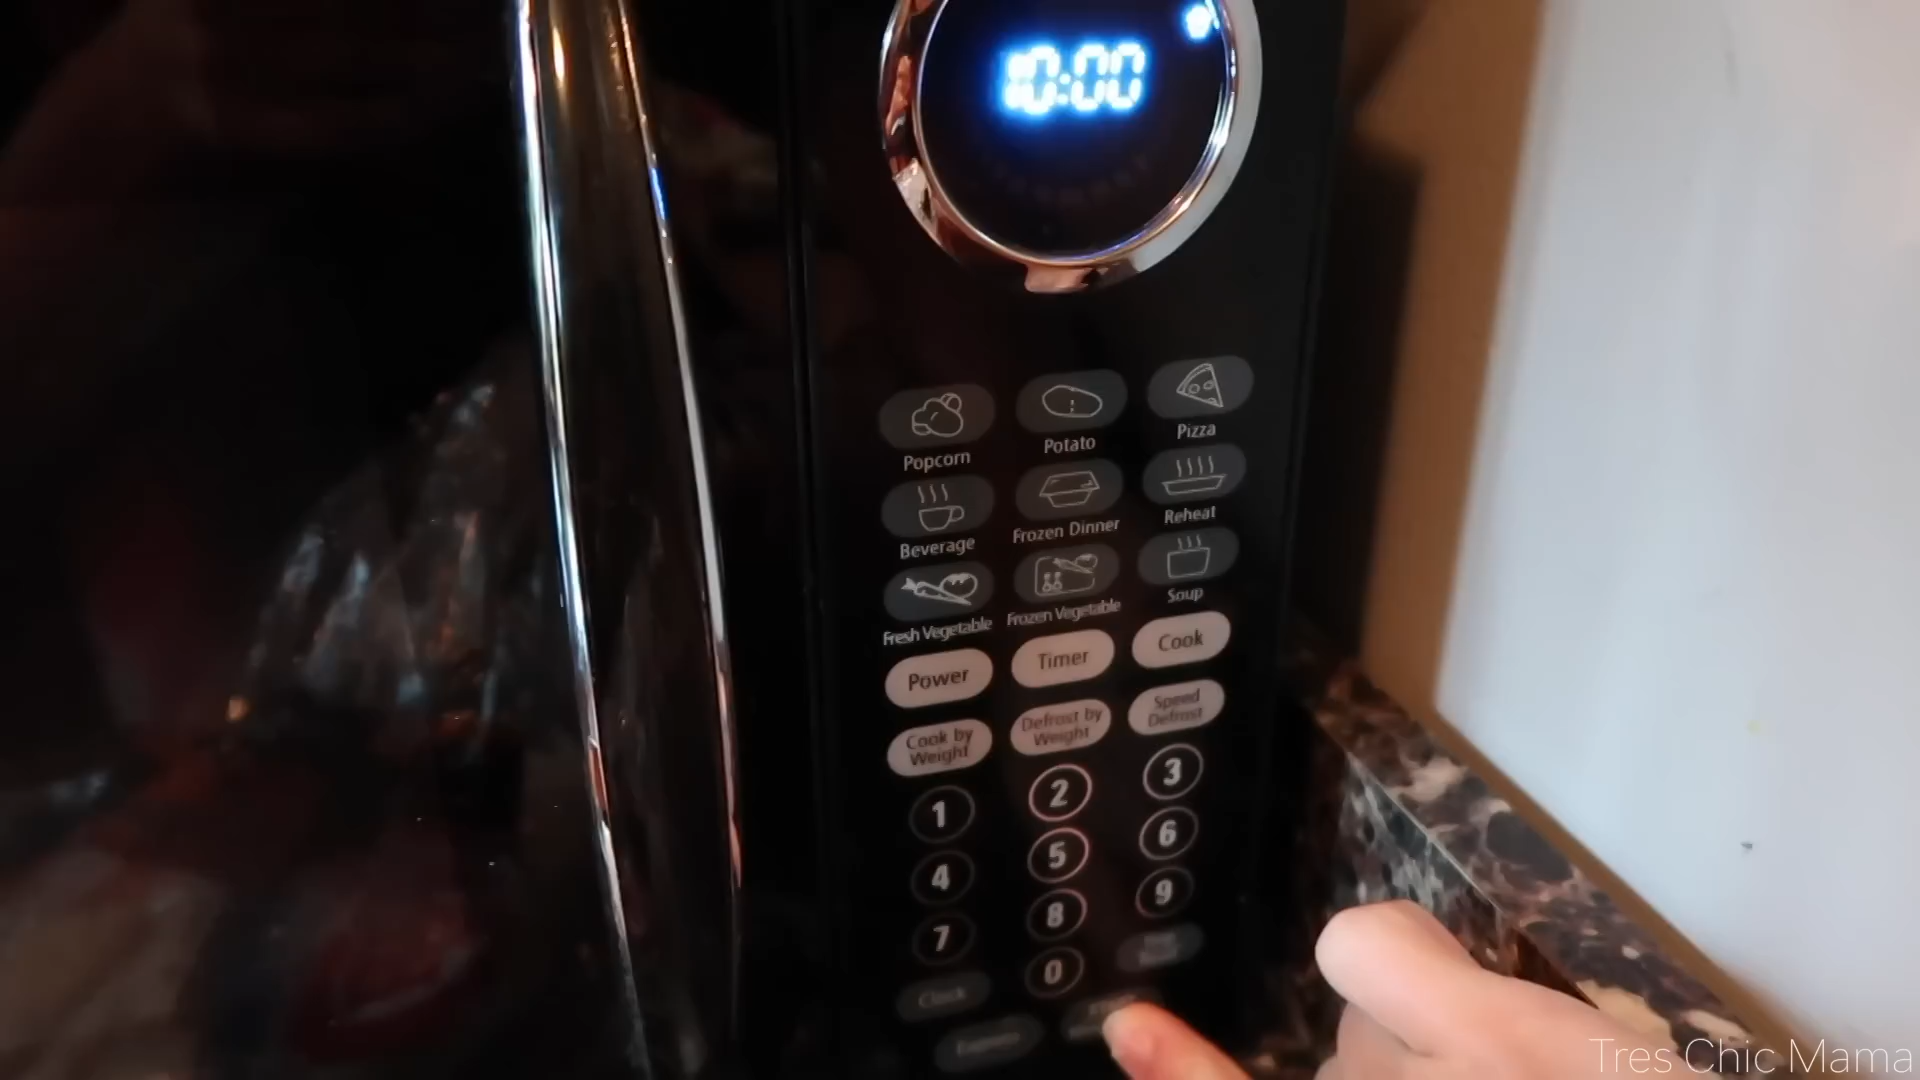 10:00
Popcorn
Potato
Pizza
Beverage
Frozen Dinner
Reheat
Fresh Vegetable
Frozen Vegetable
Soup
Power
Timer
Cook
Cook by
Weight
Defrost by
Weight
Speed
Defrost
1
2
3
4
5
6
7
8
9
Clock
0
Tres Chic Mama